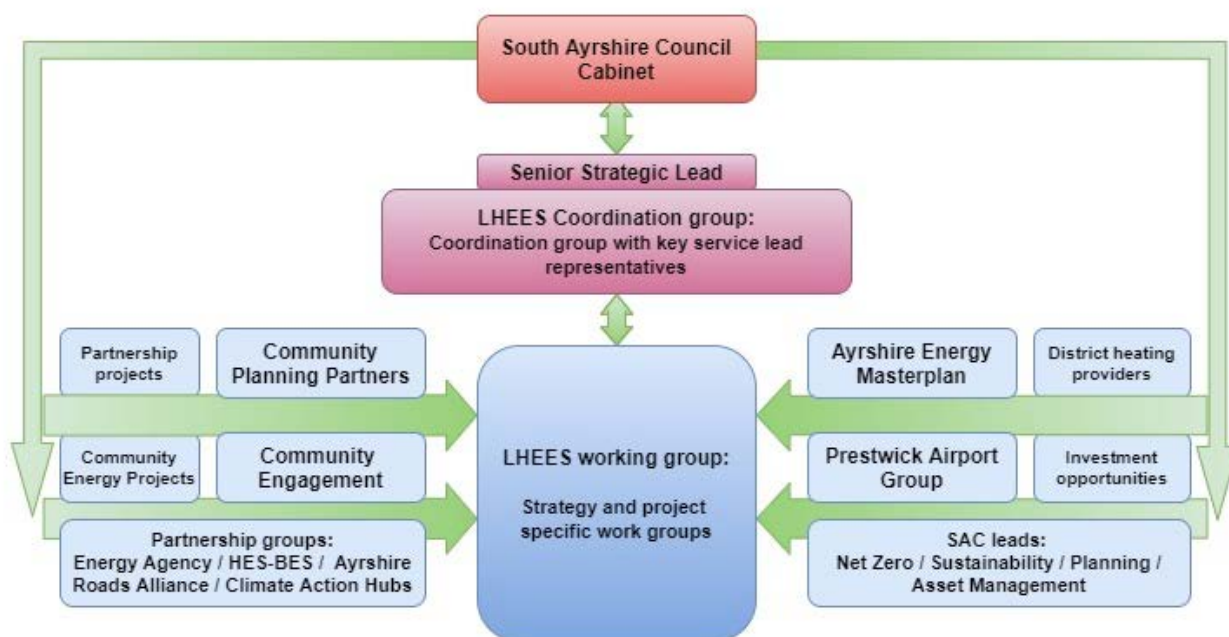 South Ayrshire Council
Cabinet
Senior Strategic Lead
LHEES Coordination group:
Coordination group with key service lead
representatives
Partnership
projects
Community
Planning Partners
Ayrshire Energy
Masterplan
District heating
providers
Community
Energy Projects
Community
Engagement
LHEES working group:
Strategy and project
specific work groups
Prestwick Airport
Group
Investment
opportunities
Partnership groups:
Energy Agency / HES-BES / Ayrshire
Roads Alliance / Climate Action Hubs
SAC leads:
Net Zero / Sustainability / Planning /
Asset Management